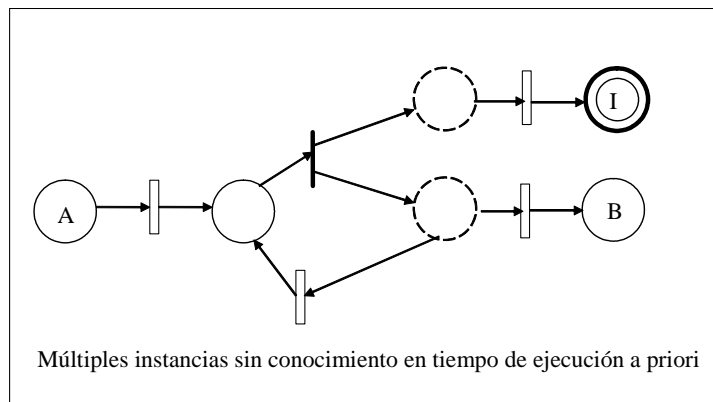 I
A
B
Múltiples instancias sin conocimiento en tiempo de ejecución a priori